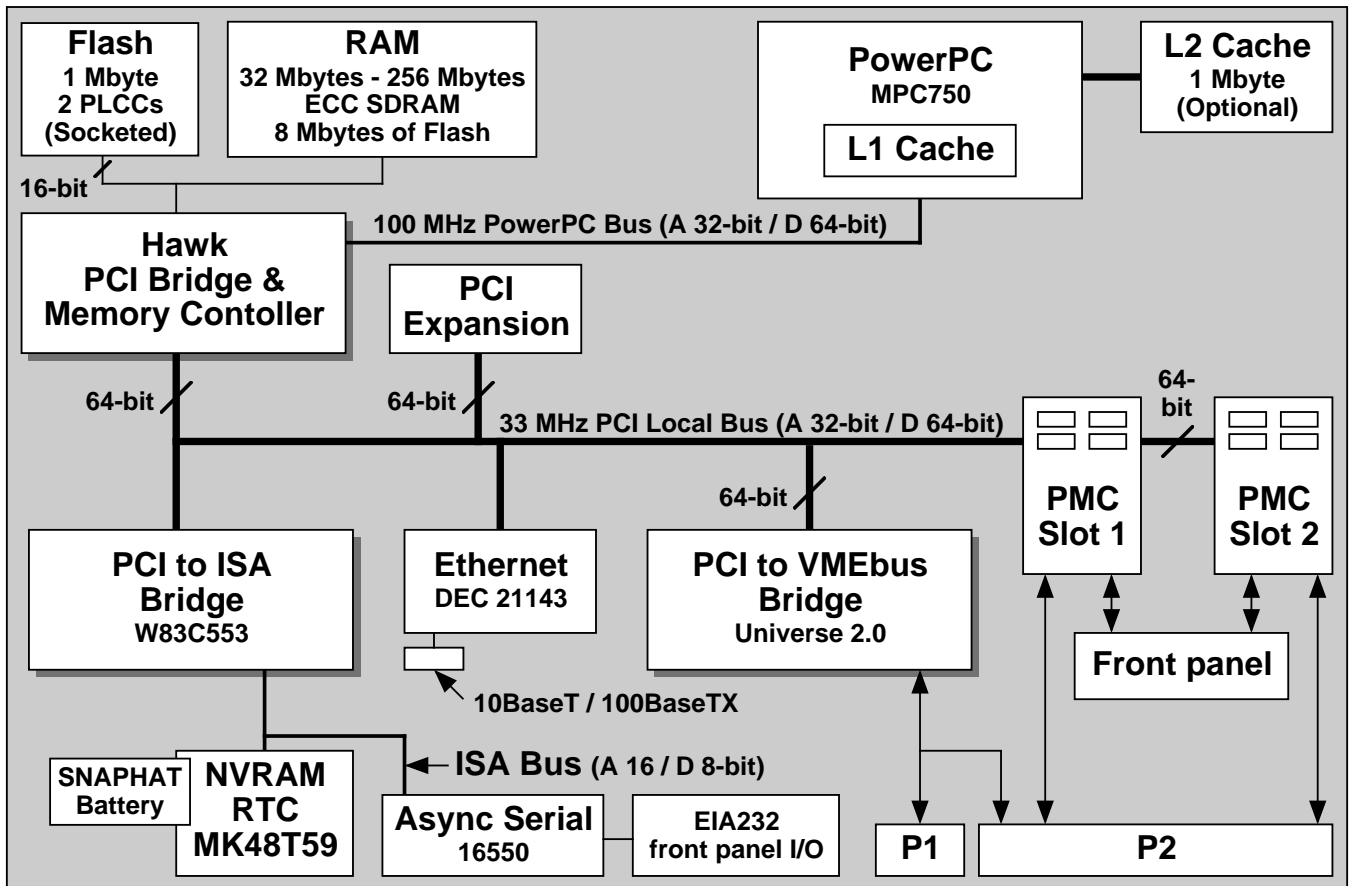 Flash
1 Mbyte
2 PLCCs
(Socketed)
RAM
32 Mbytes - 256 Mbytes
ECC SDRAM
8 Mbytes of Flash
PowerPC
MPC750
L1 Cache
L2 Cache
1 Mbyte
(Optional)
16-bit
100 MHz PowerPC Bus (A 32-bit / D 64-bit)
Hawk
PCI Bridge &
Memory Contoller
PCI
Expansion
64-bit
64-bit
33 MHz PCI Local Bus (A 32-bit / D 64-bit)
64-
bit
64-bit
PMC
Slot 1
PMC
Slot 2
PCI to ISA
Bridge
W83C553
Ethernet
DEC 21143
PCI to VMEbus
Bridge
Universe 2.0
Front panel
10BaseT / 100BaseTX
ISA Bus (A 16 / D 8-bit)
SNAPHAT
Battery
NVRAM
RTC
MK48T59
Async Serial
16550
EIA232
front panel I/O
P1
P2